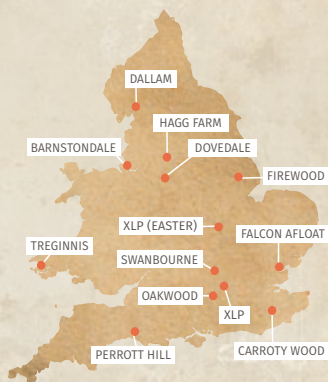 DALLAM
HAGG FARM
BARNSTONDALE
DOVEDALE
FIREWOOD
XLP (EASTER)
FALCON AFLOAT
TREGINNIS
SWANBOURNE
OAKWOOD
XLP
PERROTT HILL
CARROTY WOOD